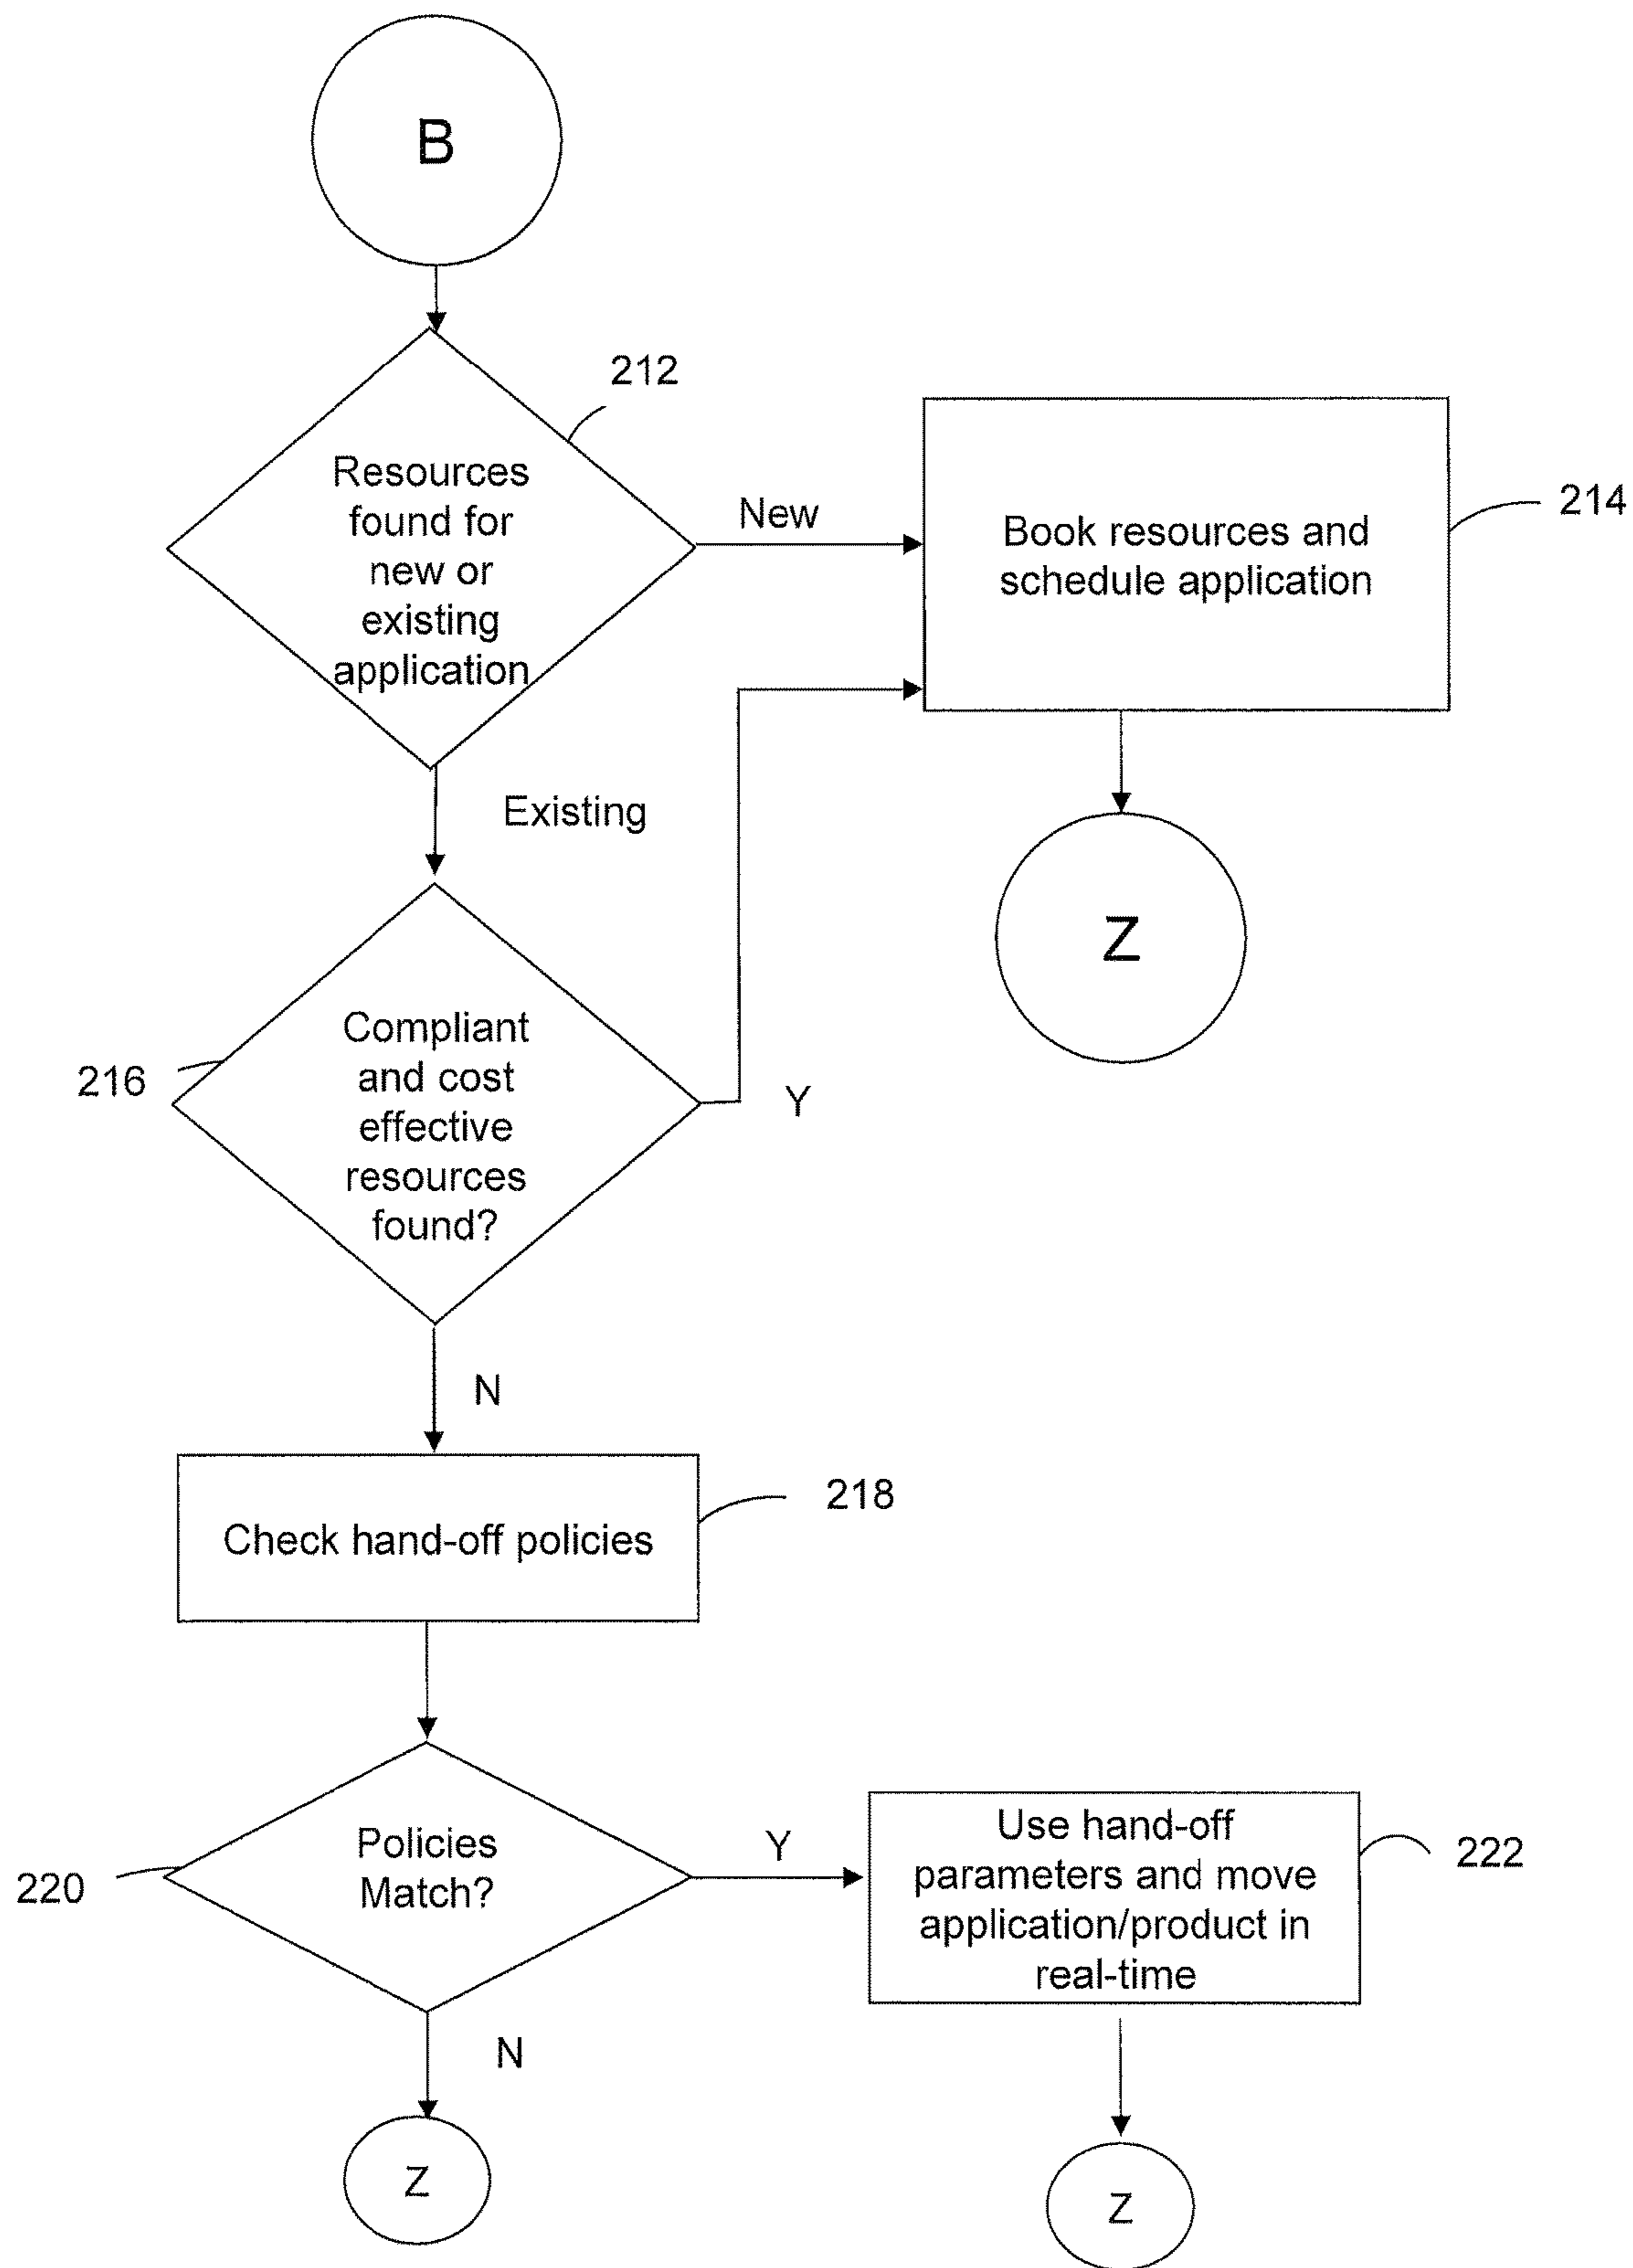 B
212
Resources
found for
new or
existing
application
New
Book resources and
schedule application
214
Existing
Z
Compliant
and cost
effective
resources
found?
216
Y
N
Check hand-off policies
218
Policies
Match?
220
Y
Use hand-off
parameters and move
application/product in
real-time
222
N
Z
Z